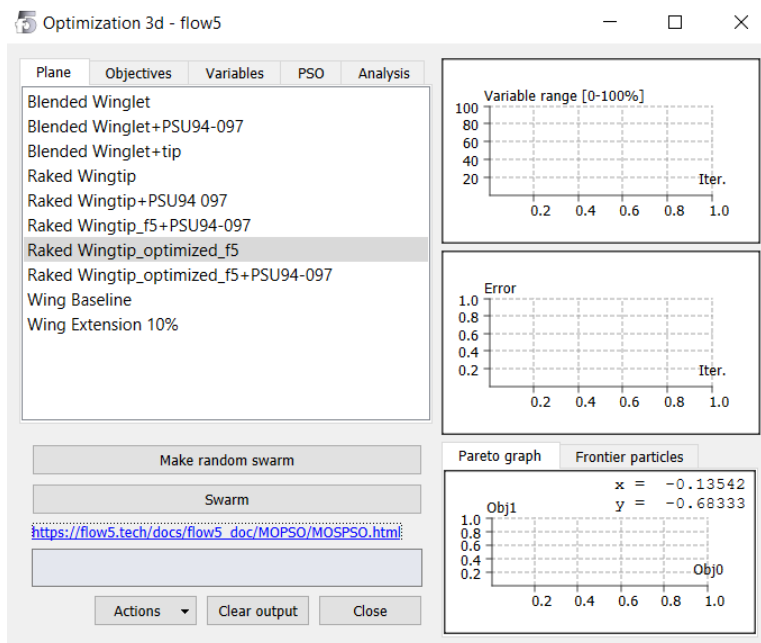 Optimization 3d - flow5
Plane Objectives Variables PSO Analysis
Blended Winglet
Blended Winglet+PSU94-097
Blended Winglet+tip
Raked Wingtip
Raked Wingtip+PSU94 097
Raked Wingtip_f5+PSU94-097
Raked Wingtip_optimized_f5
Raked Wingtip_optimized_f5+PSU94-097
Wing Baseline
Wing Extension 10%
Make random swarm
Swarm
https://flow5.tech/docs/flow5_doc/MOPSO/MOSPSO.html
Actions Clear output Close
Variable range [0-100%]
100
80
60
40
20
Iter.
0.2 0.4 0.6 0.8 1.0
Error
1.0
0.8
0.6
0.4
0.2
Iter.
0.2 0.4 0.6 0.8 1.0
Pareto graph Frontier particles
x = -0.13542
y = -0.68333
Obj1
1.0
0.8
0.6
0.4
0.2
Obj0
0.2 0.4 0.6 0.8 1.0